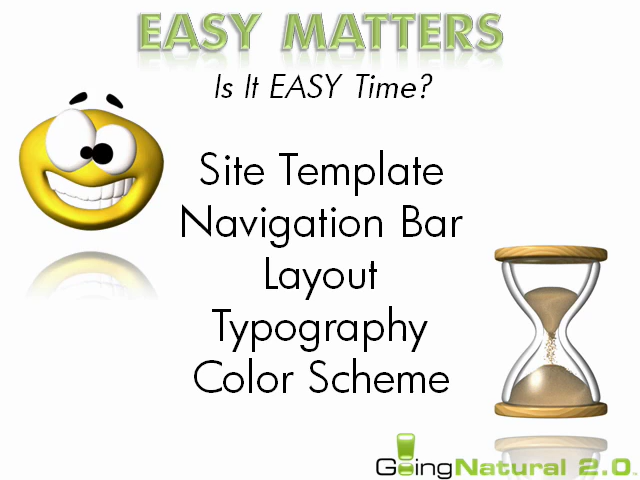 EASY MATTERS
Is It EASY Time?
Site Template
Navigation Bar
Layout
Typography
Color Scheme
GoingNatural 2.0